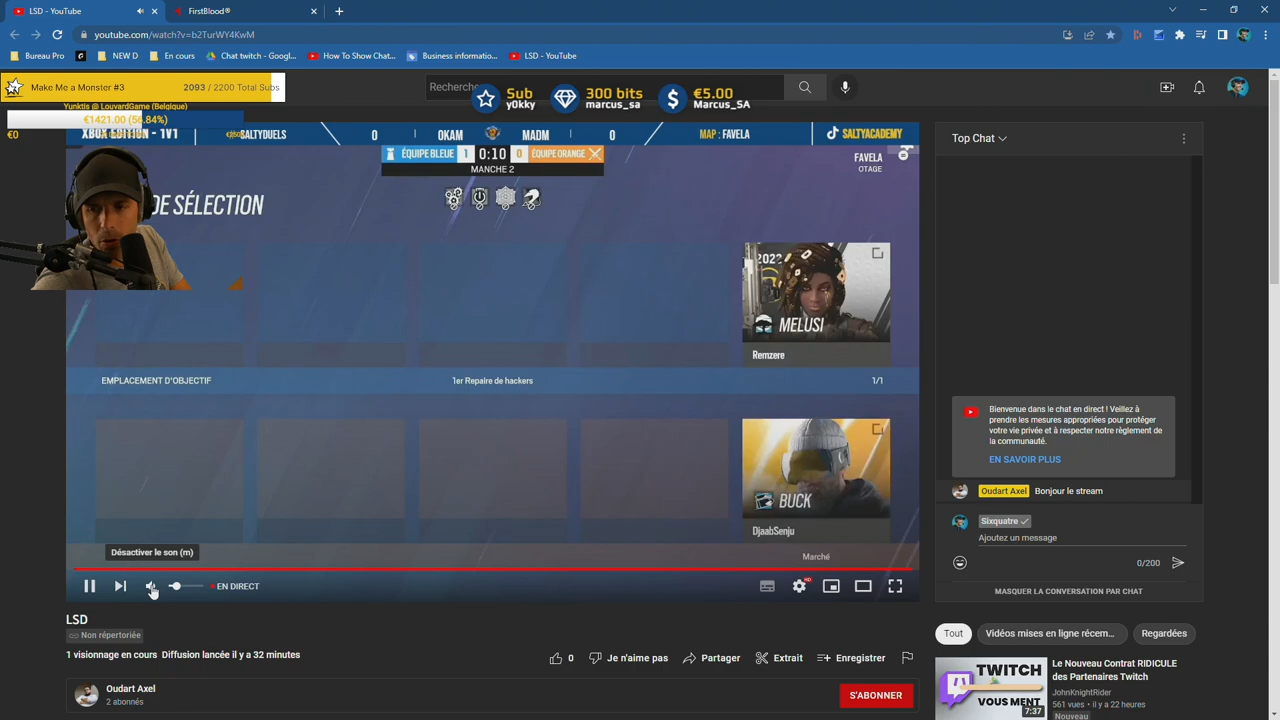 LSD - YouTube
FirstBlood®
youtube.com/watch?v=b2TurWY4KwM
Bureau Pro
NEW D
En cours
Chat twitch - Googl...
How To Show Chat...
Business informatio...
LSD - YouTube
Make Me a Monster #3 2093 / 2200 Total Subs
Yunktis @ LouvardGame (Belgique)
€1421.00 (56.84%)
€0 €2500
Sub
y0kky
300 bits
marcus_sa
€5.00
Marcus_SA
XBOX EDITION - 1V1 SALTYDUELS 0 OKAM MADM 0 MAP : FAVELA SALTYACADEMY
ÉQUIPE BLEUE 1 0:10 0 ÉQUIPE ORANGE
MANCHE 2
FAVELA
OTAGE
DE SÉLECTION
2022
MELUSI
Remzere
EMPLACEMENT D'OBJECTIF 1er Repaire de hackers 1/1
BUCK
DjaabSenju
Marché
Désactiver le son (m)
EN DIRECT
HD
LSD
Non répertoriée
1 visionnage en cours Diffusion lancée il y a 32 minutes
0 Je n'aime pas Partager Extrait Enregistrer
Oudart Axel
2 abonnés
S'ABONNER
Top Chat
Bienvenue dans le chat en direct ! Veillez à
prendre les mesures appropriées pour protéger
votre vie privée et à respecter notre règlement de
la communauté.
EN SAVOIR PLUS
Oudart Axel Bonjour le stream
Sixquatre
Ajoutez un message
0/200
MASQUER LA CONVERSATION PAR CHAT
Tout Vidéos mises en ligne récem... Regardées
TWITCH
VOUS MENT
7:37
Le Nouveau Contrat RIDICULE
des Partenaires Twitch
JohnKnightRider
561 vues • il y a 22 heures
Nouveau